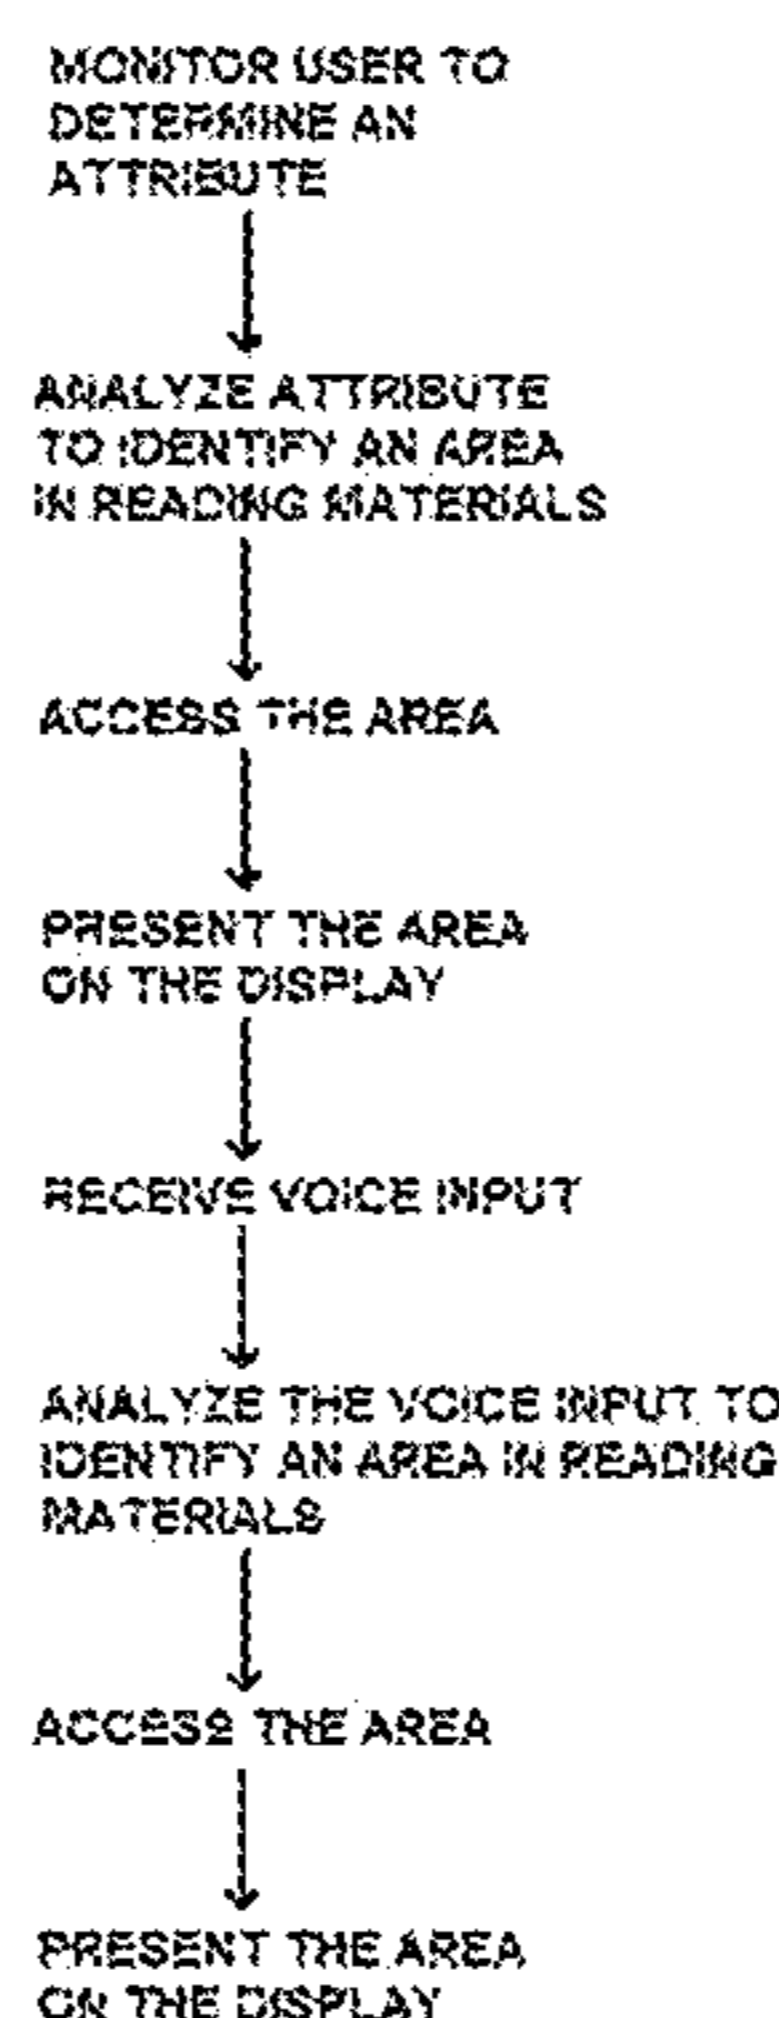 MONITOR USER TO
DETERMINE AN
ATTRIBUTE
ANALYZE ATTRIBUTE
TO IDENTIFY AN AREA
IN READING MATERIALS
ACCESS THE AREA
PRESENT THE AREA
ON THE DISPLAY
RECEIVE VOICE INPUT
ANALYZE THE VOICE INPUT TO
IDENTIFY AN AREA IN READING
MATERIALS
ACCESS THE AREA
PRESENT THE AREA
ON THE DISPLAY